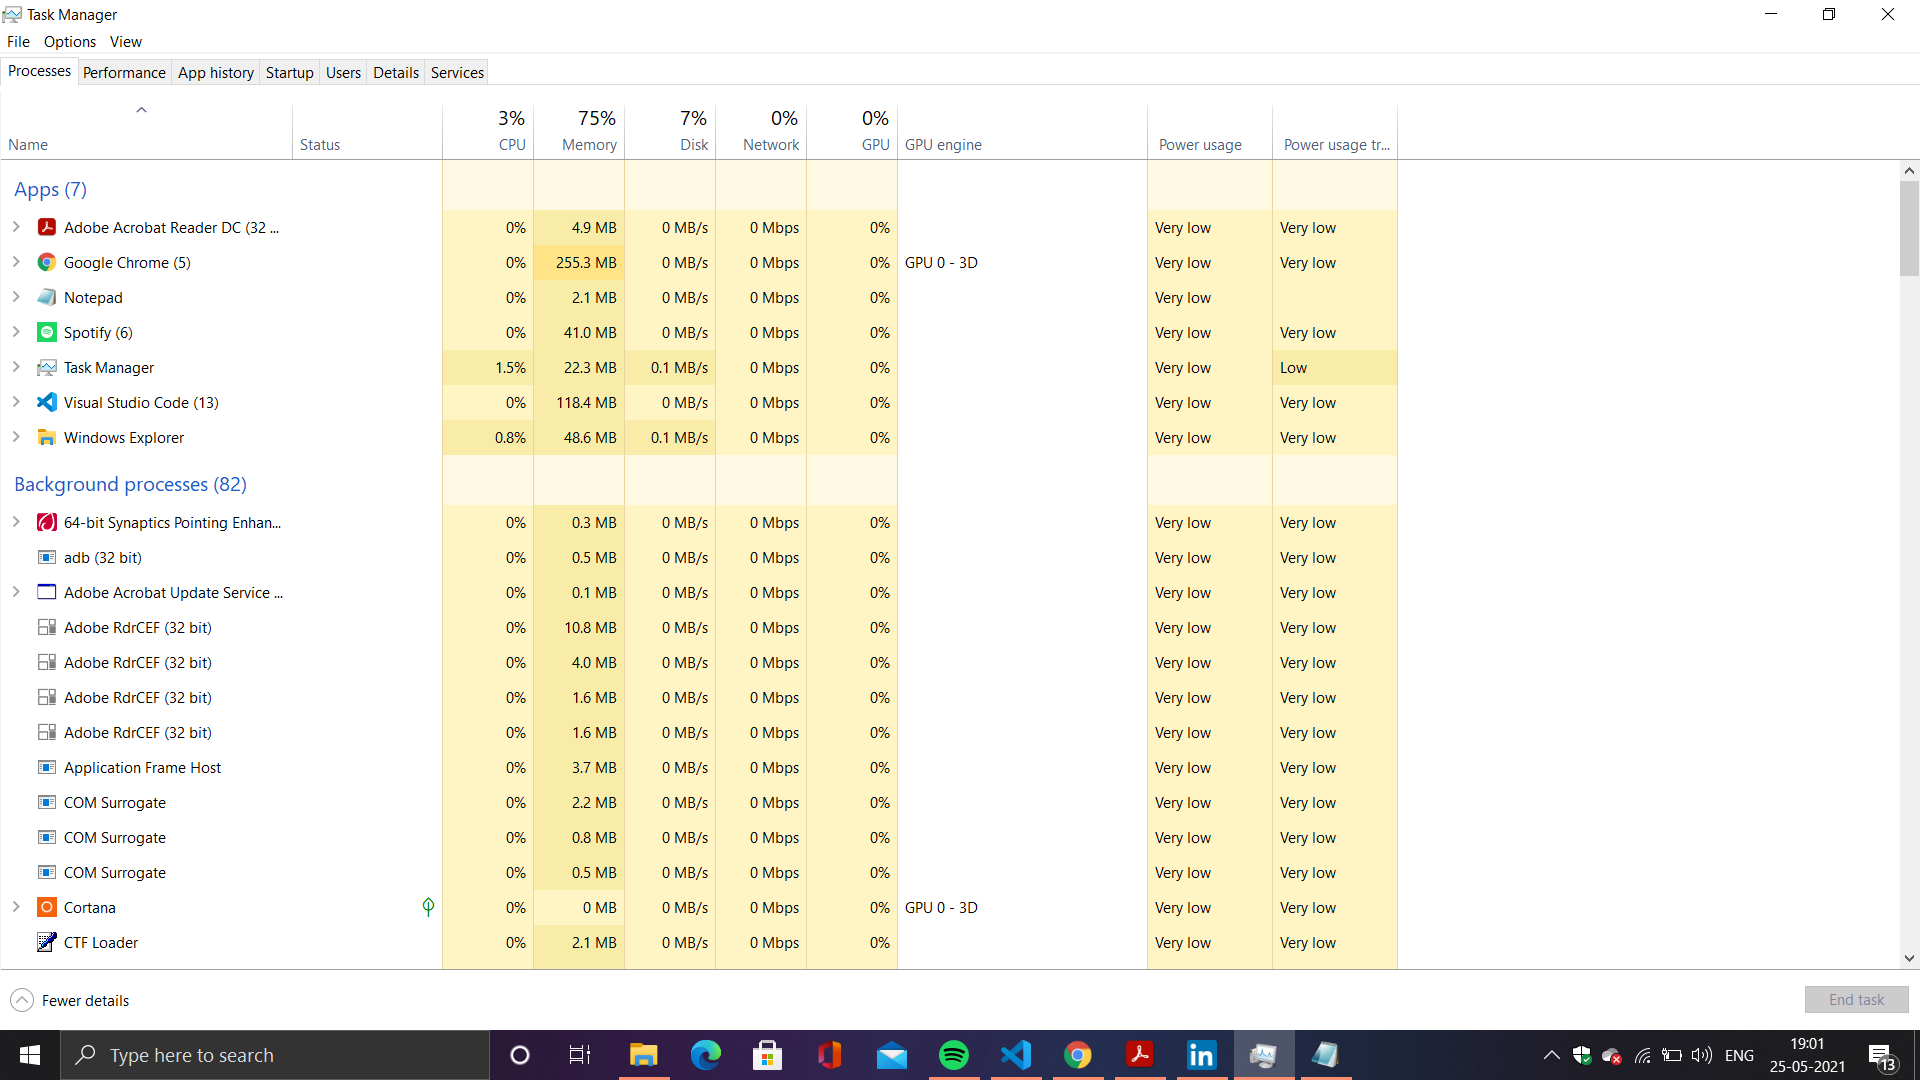 Task Manager
File Options View
Processes Performance App history Startup Users Details Services
3% 75% 7% 0% 0%
Name Status CPU Memory Disk Network GPU GPU engine Power usage Power usage tr...
Apps (7)
Adobe Acrobat Reader DC (32 ... 0% 4.9 MB 0 MB/s 0 Mbps 0% Very low Very low
Google Chrome (5) 0% 255.3 MB 0 MB/s 0 Mbps 0% GPU 0 - 3D Very low Very low
Notepad 0% 2.1 MB 0 MB/s 0 Mbps 0% Very low
Spotify (6) 0% 41.0 MB 0 MB/s 0 Mbps 0% Very low Very low
Task Manager 1.5% 22.3 MB 0.1 MB/s 0 Mbps 0% Very low Low
Visual Studio Code (13) 0% 118.4 MB 0 MB/s 0 Mbps 0% Very low Very low
Windows Explorer 0.8% 48.6 MB 0.1 MB/s 0 Mbps 0% Very low Very low
Background processes (82)
64-bit Synaptics Pointing Enhan... 0% 0.3 MB 0 MB/s 0 Mbps 0% Very low Very low
adb (32 bit) 0% 0.5 MB 0 MB/s 0 Mbps 0% Very low Very low
Adobe Acrobat Update Service ... 0% 0.1 MB 0 MB/s 0 Mbps 0% Very low Very low
Adobe RdrCEF (32 bit) 0% 10.8 MB 0 MB/s 0 Mbps 0% Very low Very low
Adobe RdrCEF (32 bit) 0% 4.0 MB 0 MB/s 0 Mbps 0% Very low Very low
Adobe RdrCEF (32 bit) 0% 1.6 MB 0 MB/s 0 Mbps 0% Very low Very low
Adobe RdrCEF (32 bit) 0% 1.6 MB 0 MB/s 0 Mbps 0% Very low Very low
Application Frame Host 0% 3.7 MB 0 MB/s 0 Mbps 0% Very low Very low
COM Surrogate 0% 2.2 MB 0 MB/s 0 Mbps 0% Very low Very low
COM Surrogate 0% 0.8 MB 0 MB/s 0 Mbps 0% Very low Very low
COM Surrogate 0% 0.5 MB 0 MB/s 0 Mbps 0% Very low Very low
Cortana 0% 0 MB 0 MB/s 0 Mbps 0% GPU 0 - 3D Very low Very low
CTF Loader 0% 2.1 MB 0 MB/s 0 Mbps 0% Very low Very low
Fewer details End task
Type here to search in ENG 19:01
25-05-2021 13